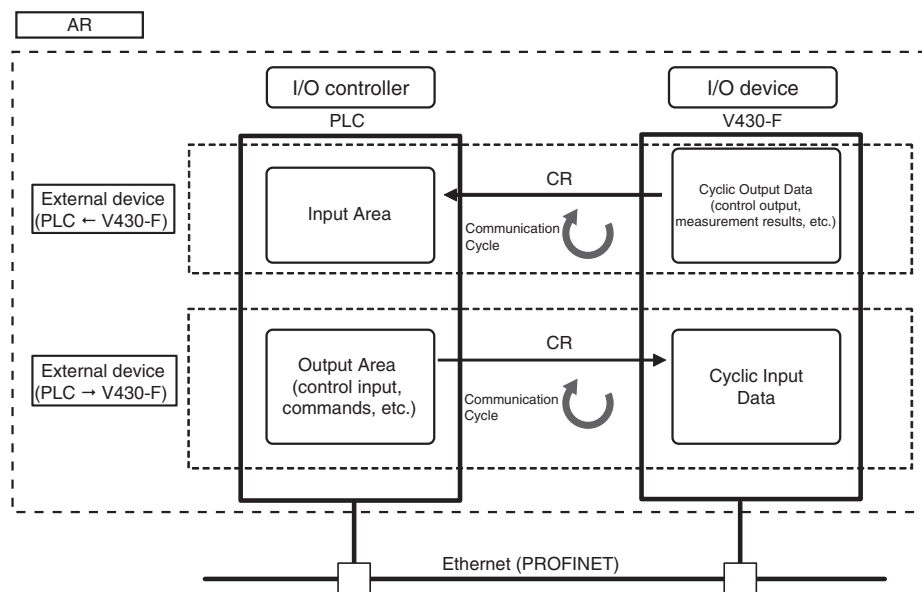 AR
I/O controller
I/O device
PLC
V430-F
External device
(PLC ← V430-F)
Input Area
CR
Communication
Cycle
Cyclic Output Data
(control output,
measurement results, etc.)
External device
(PLC → V430-F)
Output Area
(control input,
commands, etc.)
CR
Communication
Cycle
Cyclic Input
Data
Ethernet (PROFINET)